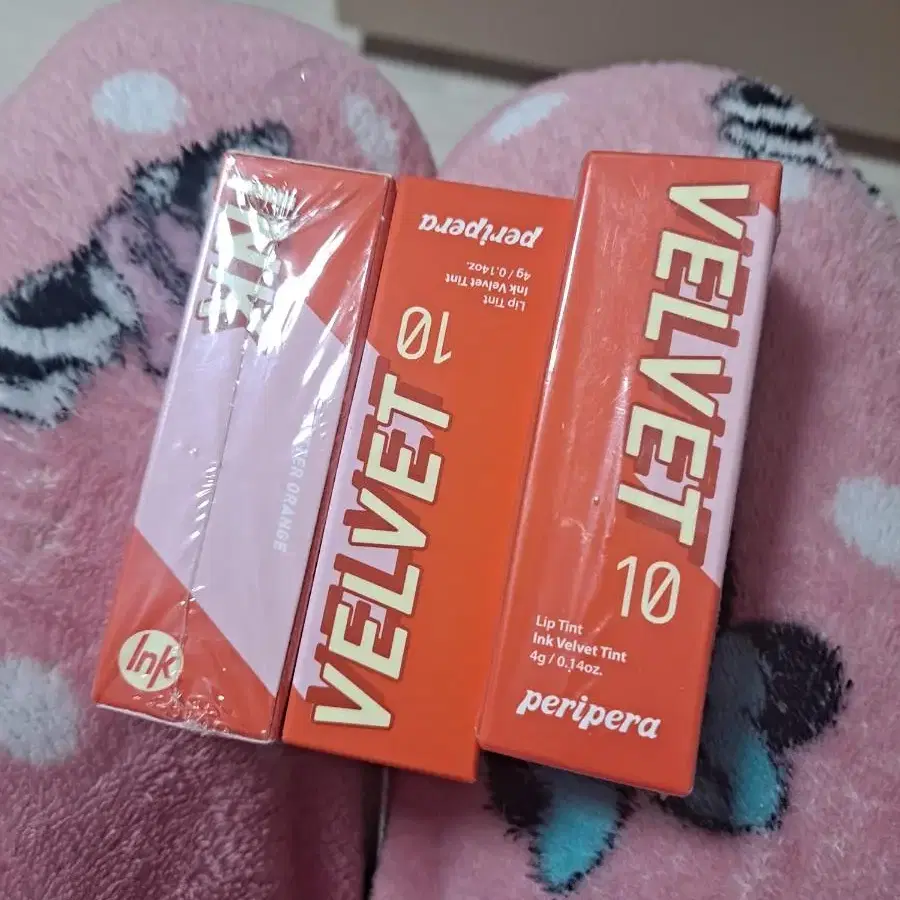 INK
KER ORANGE
Ink
peripera
Lip Tint
Ink Velvet Tint
4g / 0.14oz.
10
VELVET
VELVET
10
Lip Tint
Ink Velvet Tint
4g / 0.14oz.
peripera